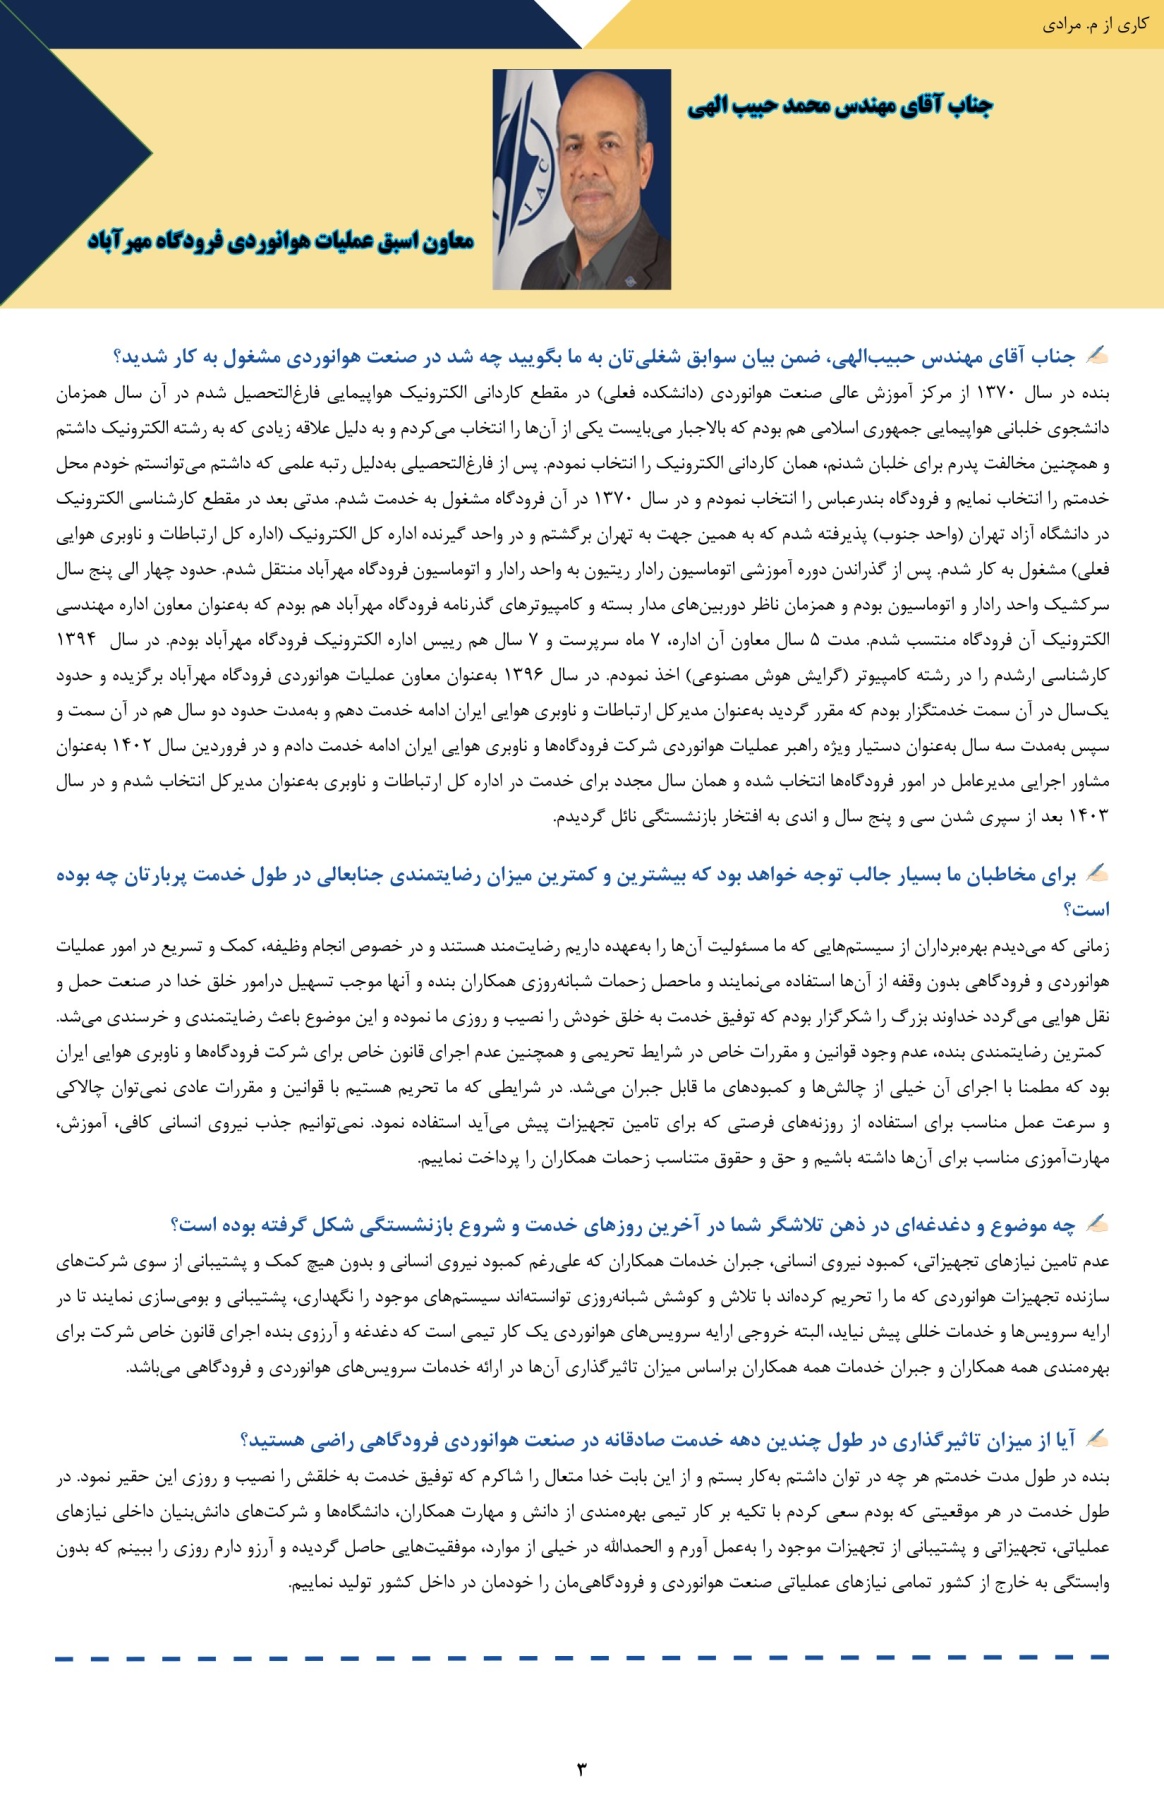 کاری از م. مرادی
جناب آقای مهندس محمد حبیب الهی
IAC
معاون اسبق عملیات هوانوردی فرودگاه مهرآباد
جناب آقای مهندس حبیب‌الهی، ضمن بیان سوابق شغلی‌تان به ما بگویید چه شد در صنعت هوانوردی مشغول به کار شدید؟
بنده در سال ۱۳۷۰ از مرکز آموزش عالی صنعت هوانوردی (دانشکده فعلی) در مقطع کاردانی الکترونیک هواپیمایی فارغ‌التحصیل شدم در آن سال همزمان
دانشجوی خلبانی هواپیمایی جمهوری اسلامی هم بودم که بالاجبار می‌بایست یکی از آن‌ها را انتخاب می‌کردم و به دلیل علاقه زیادی که به رشته الکترونیک داشتم
و همچنین مخالفت پدرم برای خلبان شدنم، همان کاردانی الکترونیک را انتخاب نمودم. پس از فارغ‌التحصیلی به‌دلیل رتبه علمی که داشتم می‌توانستم خودم محل
خدمتم را انتخاب نمایم و فرودگاه بندرعباس را انتخاب نمودم و در سال ۱۳۷۰ در آن فرودگاه مشغول به خدمت شدم. مدتی بعد در مقطع کارشناسی الکترونیک
در دانشگاه آزاد تهران (واحد جنوب) پذیرفته شدم که به همین جهت به تهران برگشتم و در واحد گیرنده اداره کل الکترونیک (اداره کل ارتباطات و ناوبری هوایی
فعلی) مشغول به کار شدم. پس از گذراندن دوره آموزشی اتوماسیون رادار ریتیون به واحد رادار و اتوماسیون فرودگاه مهرآباد منتقل شدم. حدود چهار الی پنج سال
سرکشیک واحد رادار و اتوماسیون بودم و همزمان ناظر دوربین‌های مدار بسته و کامپیوترهای گذرنامه فرودگاه مهرآباد هم بودم که به‌عنوان معاون اداره مهندسی
الکترونیک آن فرودگاه منتسب شدم. مدت ۵ سال معاون آن اداره، ۷ ماه سرپرست و ۷ سال هم رییس اداره الکترونیک فرودگاه مهرآباد بودم. در سال ۱۳۹۴
کارشناسی ارشدم را در رشته کامپیوتر (گرایش هوش مصنوعی) اخذ نمودم. در سال ۱۳۹۶ به‌عنوان معاون عملیات هوانوردی فرودگاه مهرآباد برگزیده و حدود
یک‌سال در آن سمت خدمتگزار بودم که مقرر گردید به‌عنوان مدیرکل ارتباطات و ناوبری هوایی ایران ادامه خدمت دهم و به‌مدت حدود دو سال هم در آن سمت و
سپس به‌مدت سه سال به‌عنوان دستیار ویژه راهبر عملیات هوانوردی شرکت فرودگاه‌ها و ناوبری هوایی ایران ادامه خدمت دادم و در فروردین سال ۱۴۰۲ به‌عنوان
مشاور اجرایی مدیرعامل در امور فرودگاه‌ها انتخاب شده و همان سال مجدد برای خدمت در اداره کل ارتباطات و ناوبری به‌عنوان مدیرکل انتخاب شدم و در سال
۱۴۰۳ بعد از سپری شدن سی و پنج سال و اندی به افتخار بازنشستگی نائل گردیدم.
برای مخاطبان ما بسیار جالب توجه خواهد بود که بیشترین و کمترین میزان رضایتمندی جنابعالی در طول خدمت پربارتان چه بوده
است؟
زمانی که می‌دیدم بهره‌برداران از سیستم‌هایی که ما مسئولیت آن‌ها را به‌عهده داریم رضایت‌مند هستند و در خصوص انجام وظیفه، کمک و تسریع در امور عملیات
هوانوردی و فرودگاهی بدون وقفه از آن‌ها استفاده می‌نمایند و ماحصل زحمات شبانه‌روزی همکاران بنده و آنها موجب تسهیل درامور خلق خدا در صنعت حمل و
نقل هوایی می‌گردد خداوند بزرگ را شکرگزار بودم که توفیق خدمت به خلق خودش را نصیب و روزی ما نموده و این موضوع باعث رضایتمندی و خرسندی می‌شد.
کمترین رضایتمندی بنده، عدم وجود قوانین و مقررات خاص در شرایط تحریمی و همچنین عدم اجرای قانون خاص برای شرکت فرودگاه‌ها و ناوبری هوایی ایران
بود که مطمنا با اجرای آن خیلی از چالش‌ها و کمبودهای ما قابل جبران می‌شد. در شرایطی که ما تحریم هستیم با قوانین و مقررات عادی نمی‌توان چالاکی
و سرعت عمل مناسب برای استفاده از روزنه‌های فرصتی که برای تامین تجهیزات پیش می‌آید استفاده نمود. نمی‌توانیم جذب نیروی انسانی کافی، آموزش،
مهارت‌آموزی مناسب برای آن‌ها داشته باشیم و حق و حقوق متناسب زحمات همکاران را پرداخت نماییم.
چه موضوع و دغدغه‌ای در ذهن تلاشگر شما در آخرین روزهای خدمت و شروع بازنشستگی شکل گرفته بوده است؟
عدم تامین نیازهای تجهیزاتی، کمبود نیروی انسانی، جبران خدمات همکاران که علی‌رغم کمبود نیروی انسانی و بدون هیچ کمک و پشتیبانی از سوی شرکت‌های
سازنده تجهیزات هوانوردی که ما را تحریم کرده‌اند با تلاش و کوشش شبانه‌روزی توانسته‌اند سیستم‌های موجود را نگهداری، پشتیبانی و بومی‌سازی نمایند تا در
ارایه سرویس‌ها و خدمات خللی پیش نیاید، البته خروجی ارایه سرویس‌های هوانوردی یک کار تیمی است که دغدغه و آرزوی بنده اجرای قانون خاص شرکت برای
بهره‌مندی همه همکاران و جبران خدمات همه همکاران براساس میزان تاثیرگذاری آن‌ها در ارائه خدمات سرویس‌های هوانوردی و فرودگاهی می‌باشد.
آیا از میزان تاثیرگذاری در طول چندین دهه خدمت صادقانه در صنعت هوانوردی فرودگاهی راضی هستید؟
بنده در طول مدت خدمتم هر چه در توان داشتم به‌کار بستم و از این بابت خدا متعال را شاکرم که توفیق خدمت به خلقش را نصیب و روزی این حقیر نمود. در
طول خدمت در هر موقعیتی که بودم سعی کردم با تکیه بر کار تیمی بهره‌مندی از دانش و مهارت همکاران، دانشگاه‌ها و شرکت‌های دانش‌بنیان داخلی نیازهای
عملیاتی، تجهیزاتی و پشتیبانی از تجهیزات موجود را به‌عمل آورم و الحمدالله در خیلی از موارد، موفقیت‌هایی حاصل گردیده و آرزو دارم روزی را ببینم که بدون
وابستگی به خارج از کشور تمامی نیازهای عملیاتی صنعت هوانوردی و فرودگاهی‌مان را خودمان در داخل کشور تولید نماییم.
۳